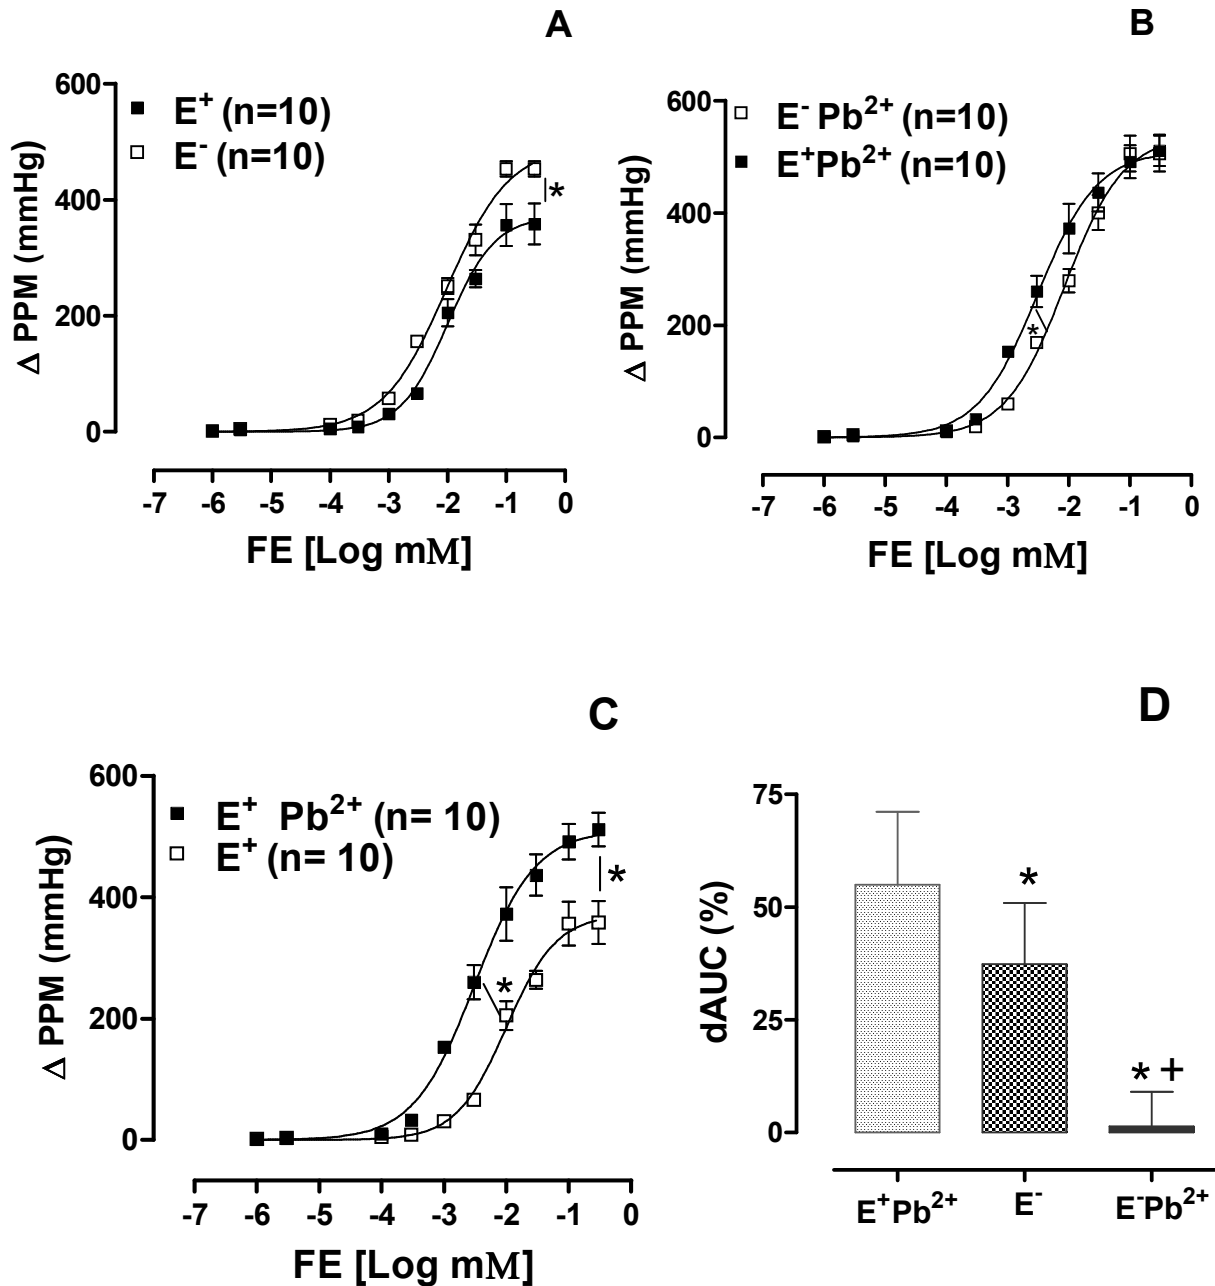 A
600
400
200
0
E⁺ (n=10)
E⁻ (n=10)
*
Δ PPM (mmHg)
-7 -6 -5 -4 -3 -2 -1 0
FE [Log mM]
B
600
400
200
0
E⁻ Pb²⁺ (n=10)
E⁺Pb²⁺ (n=10)
*
Δ PPM (mmHg)
-7 -6 -5 -4 -3 -2 -1 0
FE [Log mM]
C
600
400
200
0
E⁺ Pb²⁺ (n= 10)
E⁺ (n= 10)
*
*
Δ PPM (mmHg)
-7 -6 -5 -4 -3 -2 -1 0
FE [Log mM]
D
75
50
25
0
dAUC (%)
*
* +
E⁺Pb²⁺ E⁻ E⁻Pb²⁺